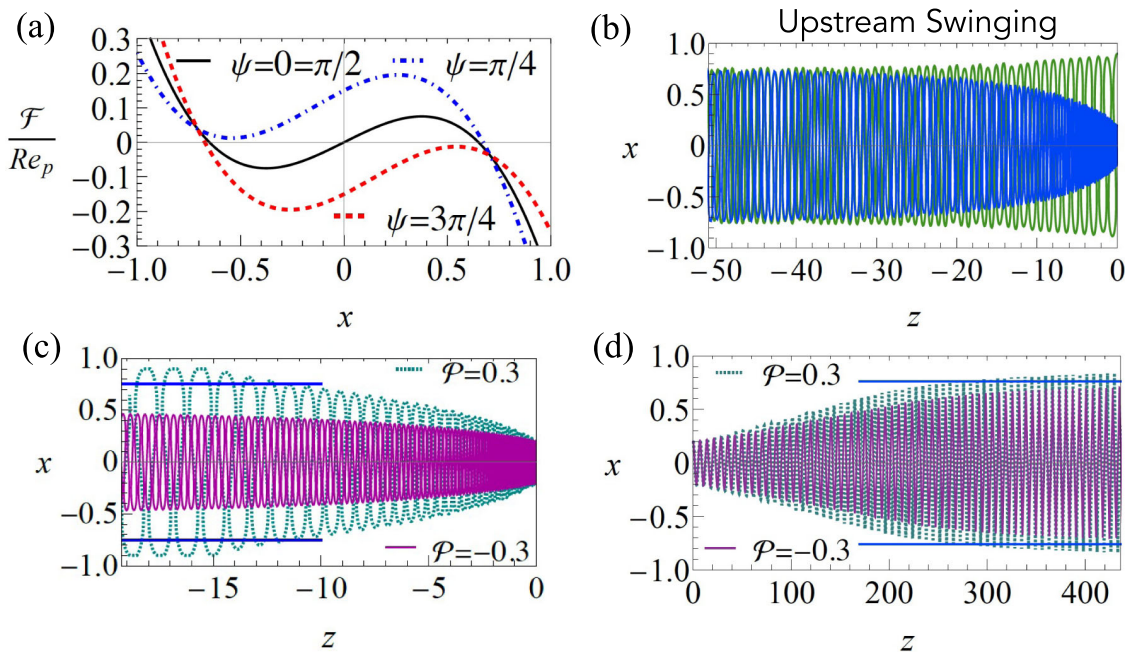 (a)
0.3
0.2
0.1
0
−0.1
−0.2
−0.3
ℱ/Re_p
ψ=0=π/2
ψ=π/4
ψ=3π/4
−1.0 −0.5 0 0.5 1.0
x
(b)
Upstream Swinging
1.0
0.5
0
−0.5
−1.0
x
−50 −40 −30 −20 −10 0
z
(c)
1.0
0.5
0
−0.5
−1.0
x
𝒫=0.3
𝒫=−0.3
−15 −10 −5 0
z
(d)
1.0
0.5
0
−0.5
−1.0
x
𝒫=0.3
𝒫=−0.3
0 100 200 300 400
z